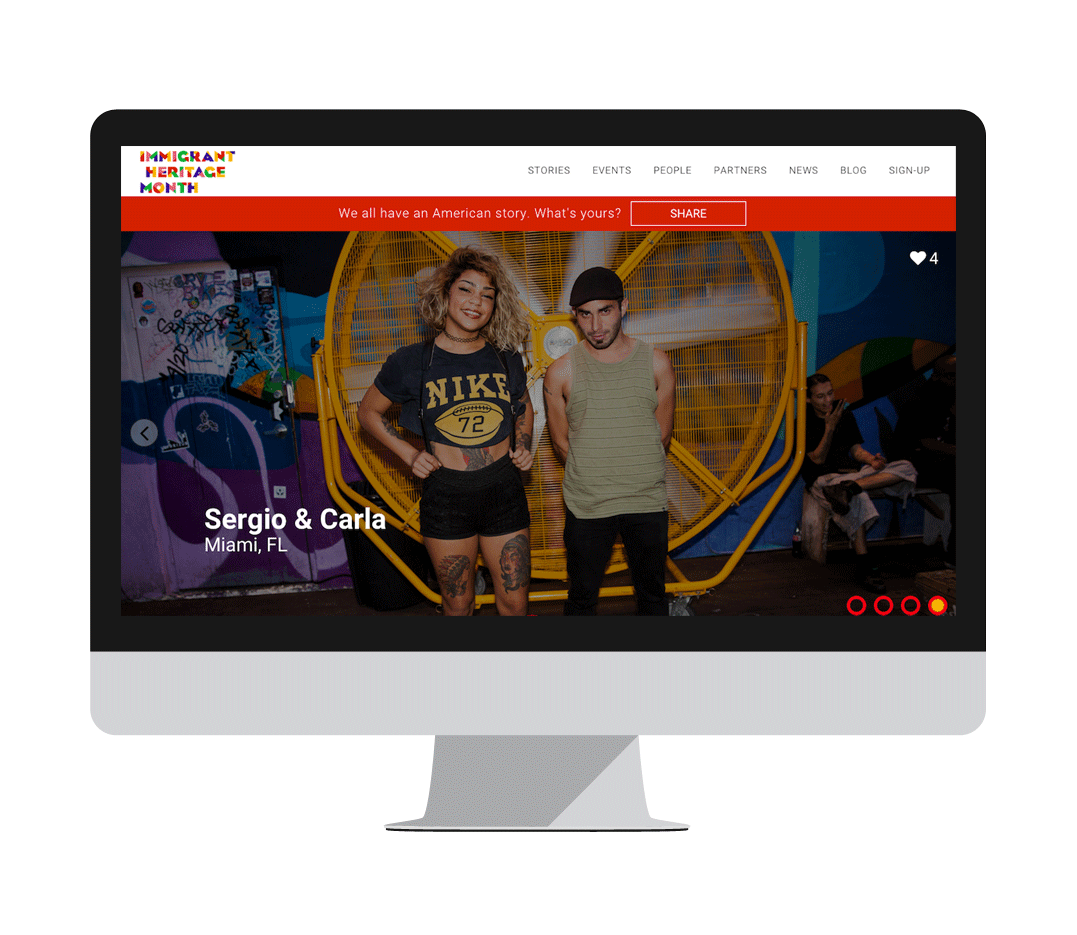 IMMIGRANT
HERITAGE
MONTH
STORIES EVENTS PEOPLE PARTNERS NEWS BLOG SIGN-UP
We all have an American story. What's yours? SHARE
4
NIKE
72
Sergio & Carla
Miami, FL